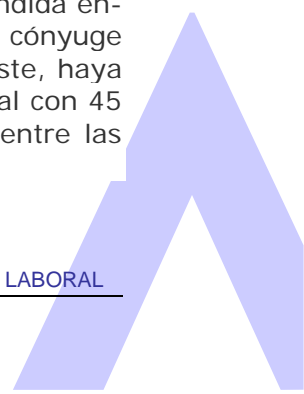 ndida en-
cónyuge
ste, haya
al con 45
entre las
LABORAL